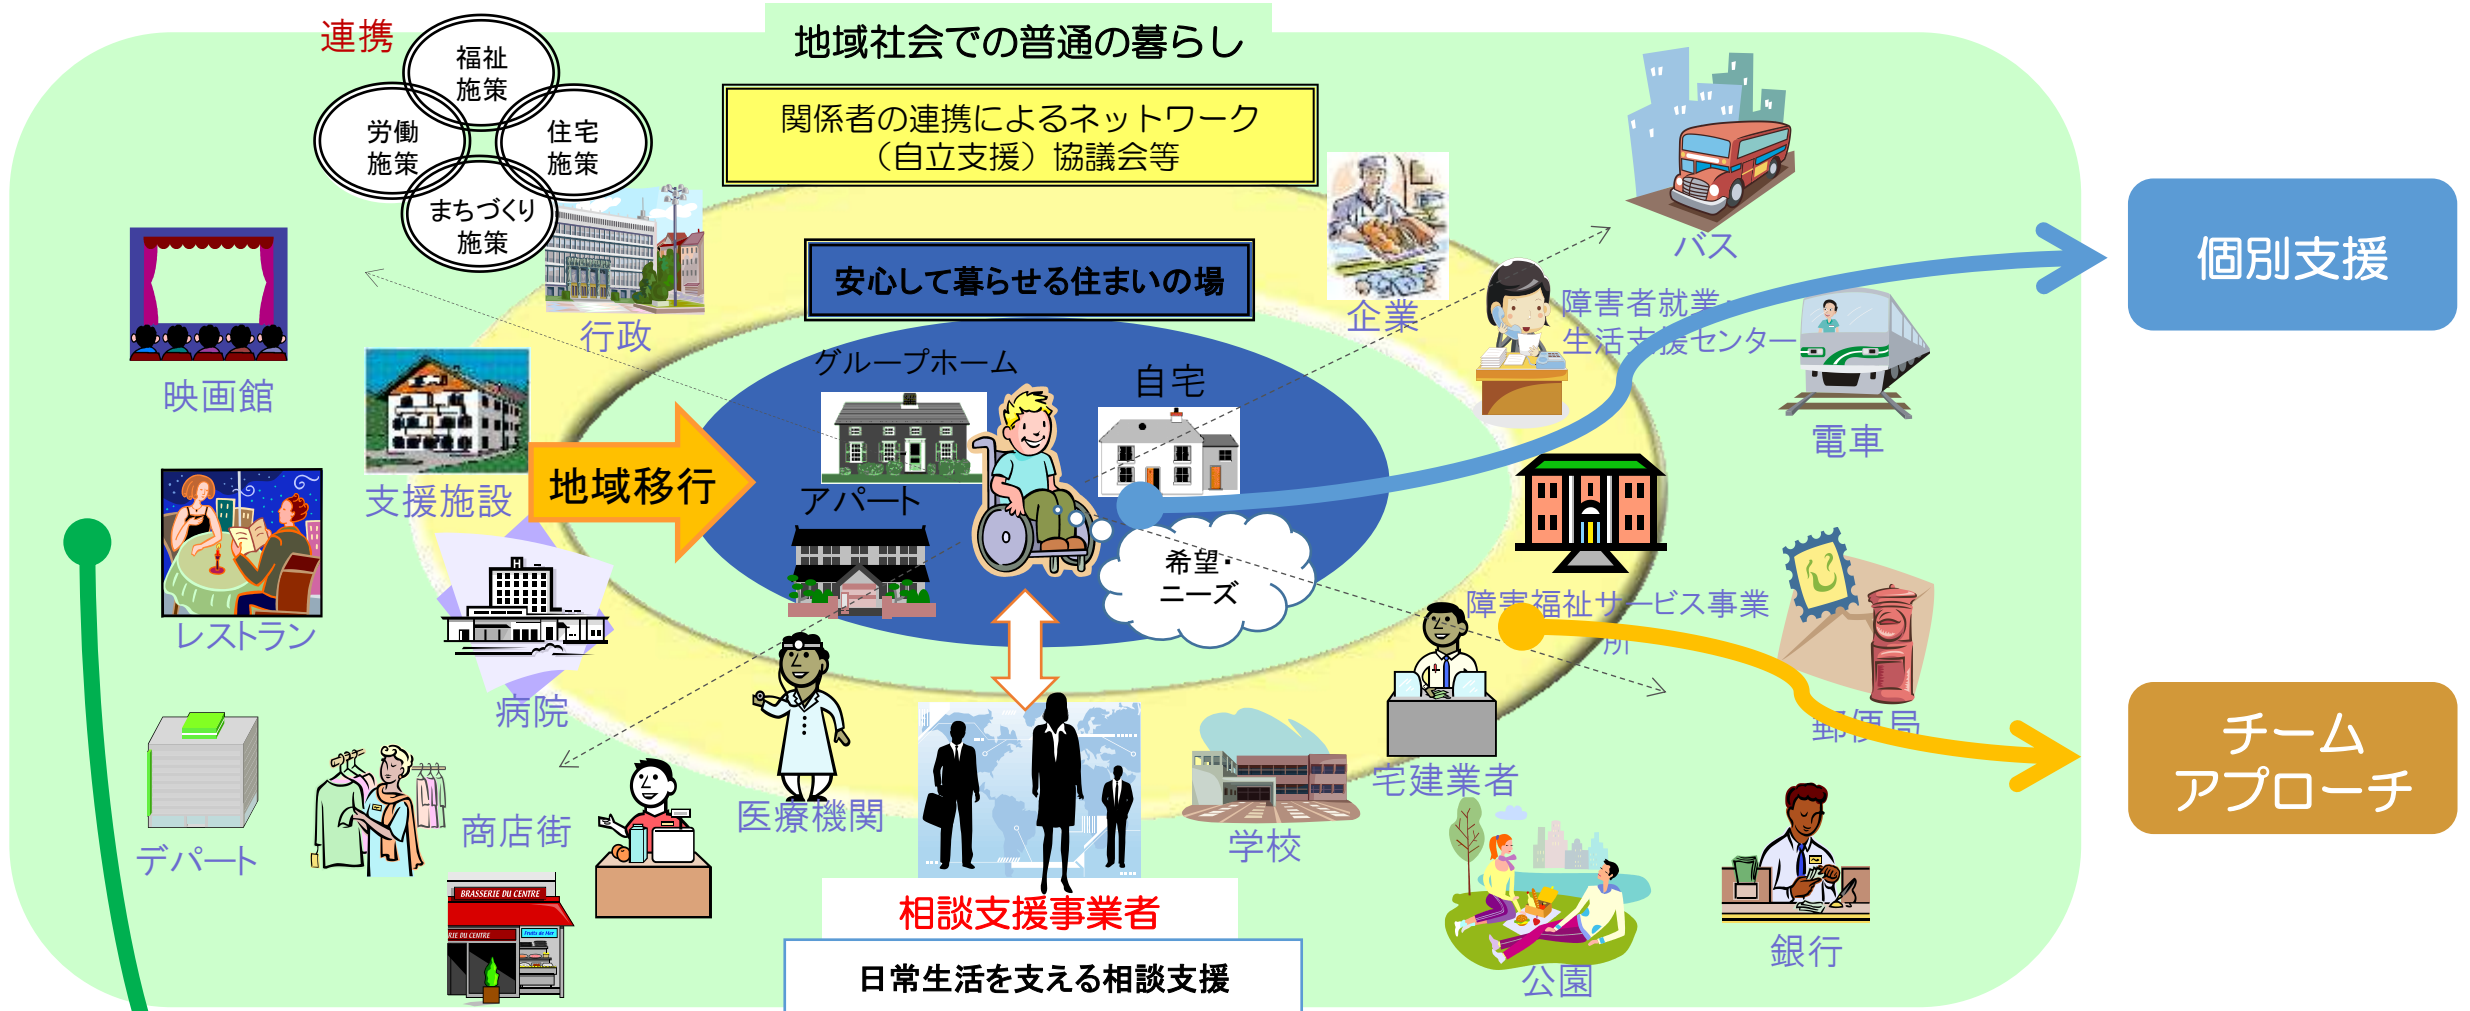 地域社会での普通の暮らし
連携
福祉
施策
労働
施策
住宅
施策
まちづくり
施策
関係者の連携によるネットワーク
（自立支援）協議会等
安心して暮らせる住まいの場
行政
企業
バス
障害者就業・
生活支援センター
電車
個別支援
映画館
支援施設
地域移行
グループホーム
自宅
アパート
希望・
ニーズ
レストラン
病院
障害福祉サービス事業
所
郵便局
チーム
アプローチ
宅建業者
デパート
商店街
医療機関
学校
BRASSERIE DU CENTRE
RIE DU CENTRE
Fruits de Mer
相談支援事業者
日常生活を支える相談支援
公園
銀行